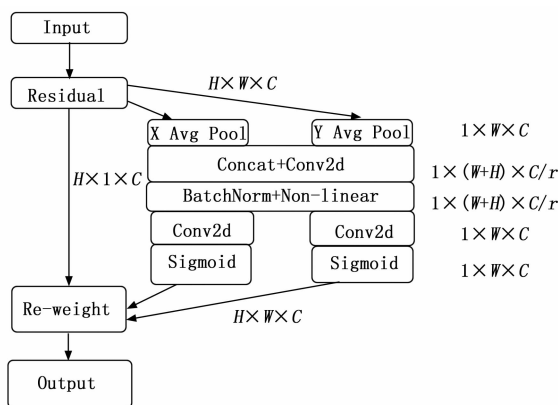 Input
H×W×C
Residual
X Avg Pool
Y Avg Pool
1×W×C
Concat+Conv2d
1×(W+H)×C/r
H×1×C
BatchNorm+Non-linear
1×(W+H)×C/r
Conv2d
Conv2d
1×W×C
Sigmoid
Sigmoid
1×W×C
Re-weight
H×W×C
Output